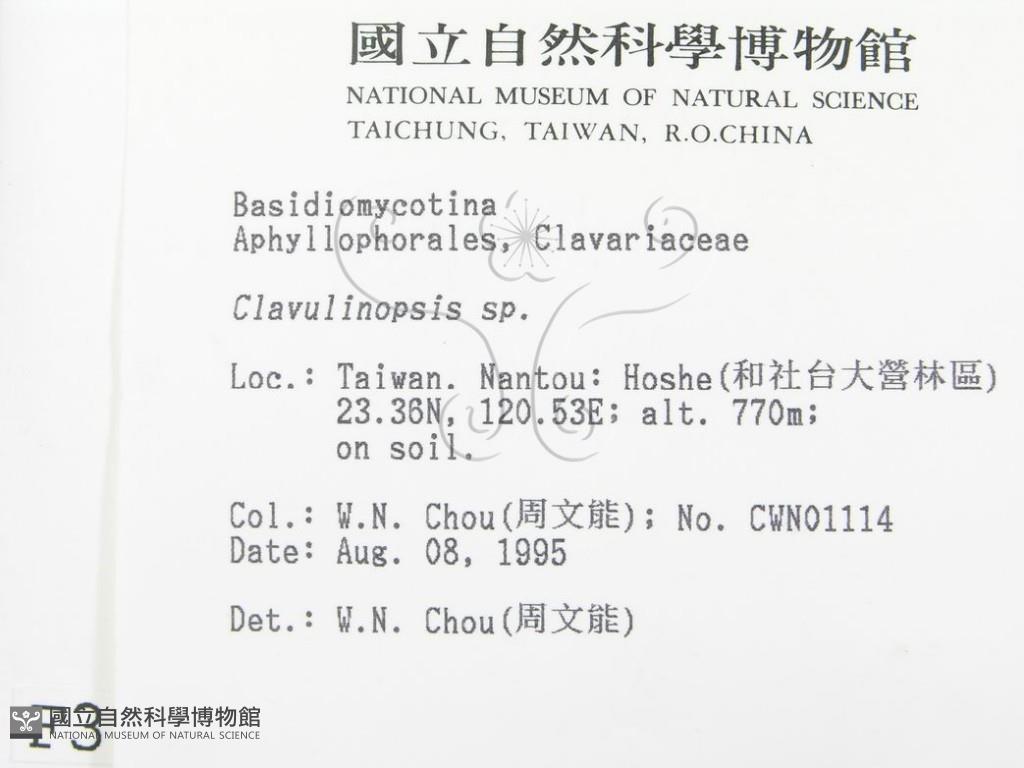 國立自然科學博物館
NATIONAL MUSEUM OF NATURAL SCIENCE
TAICHUNG, TAIWAN, R.O.CHINA
Basidiomycotina
Aphyllophorales, Clavariaceae
Clavulinopsis sp.
Loc.: Taiwan. Nantou: Hoshe(和社台大營林區)
23.36N, 120.53E; alt. 770m;
on soil.
Col.: W.N. Chou(周文能); No. CWN01114
Date: Aug. 08, 1995
Det.: W.N. Chou(周文能)
F3
國立自然科學博物館
NATIONAL MUSEUM OF NATURAL SCIENCE